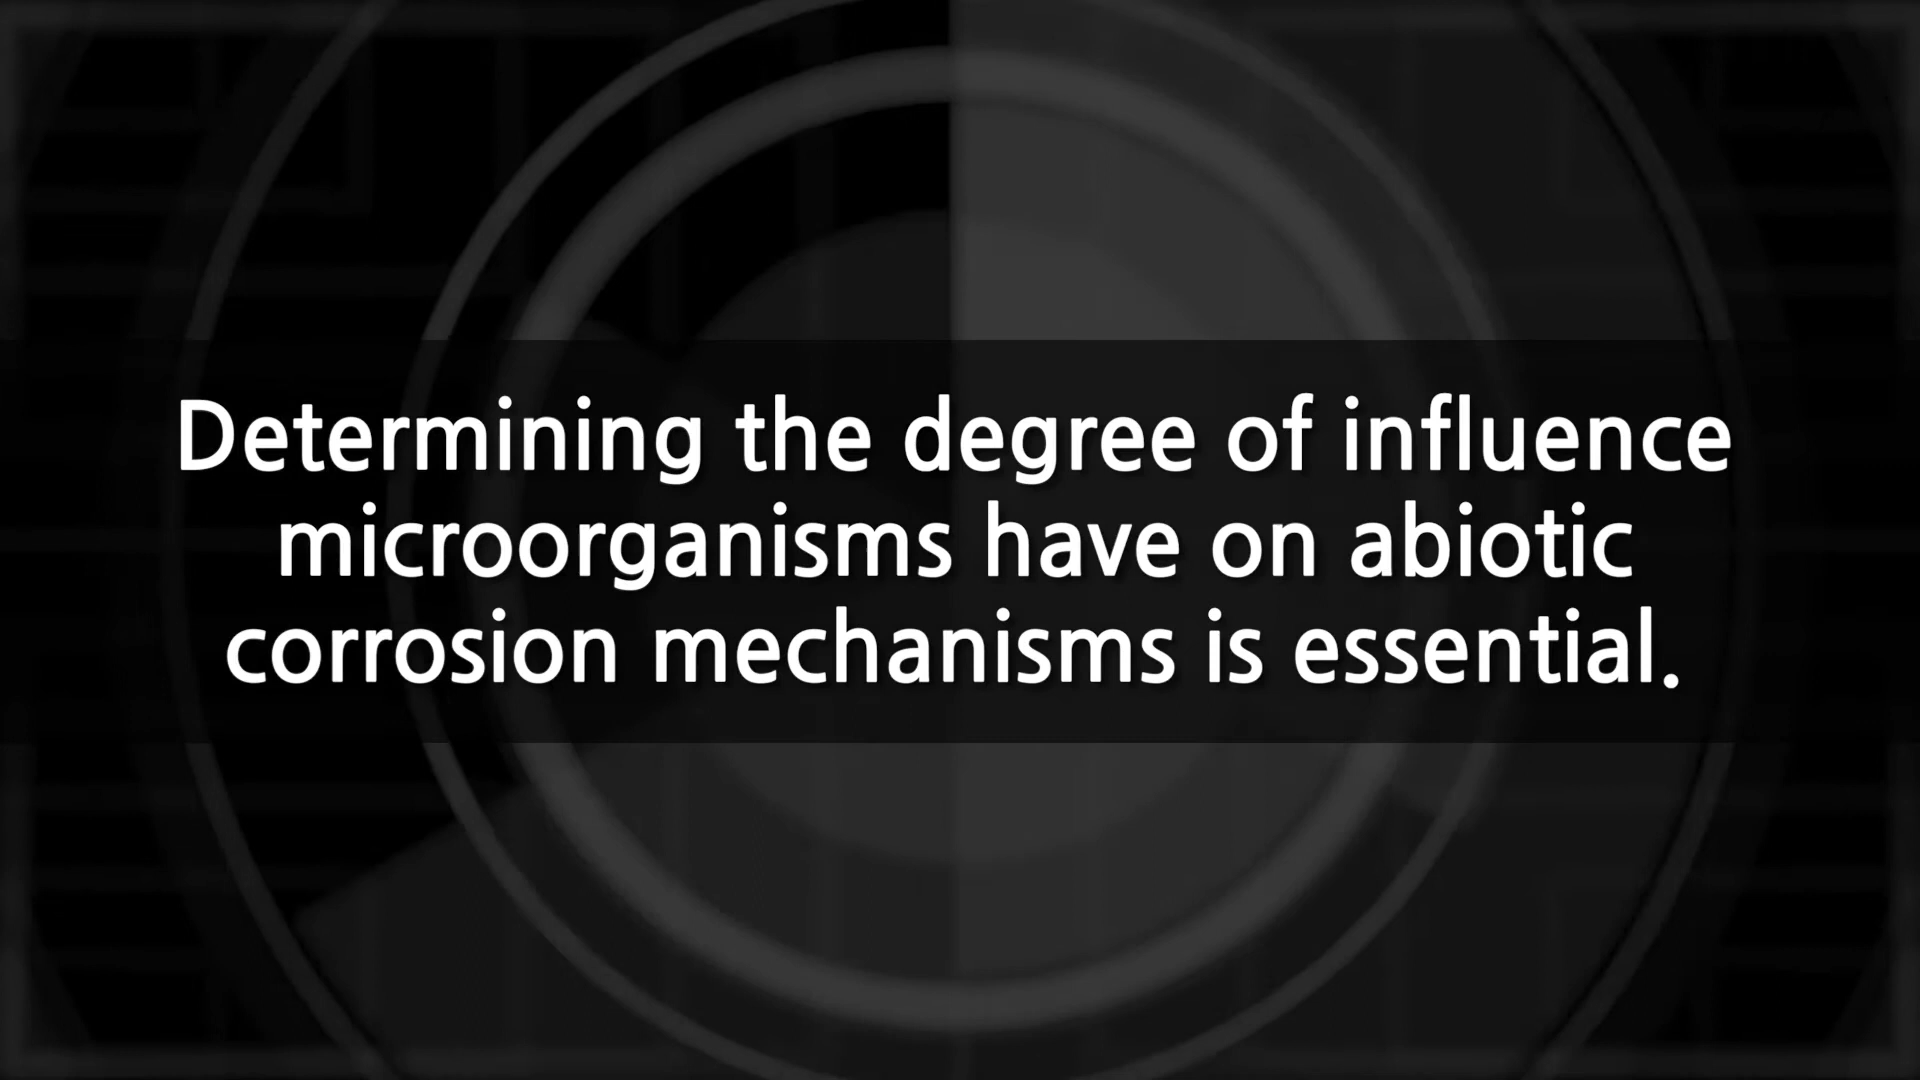 Determining the degree of influence
microorganisms have on abiotic
corrosion mechanisms is essential.